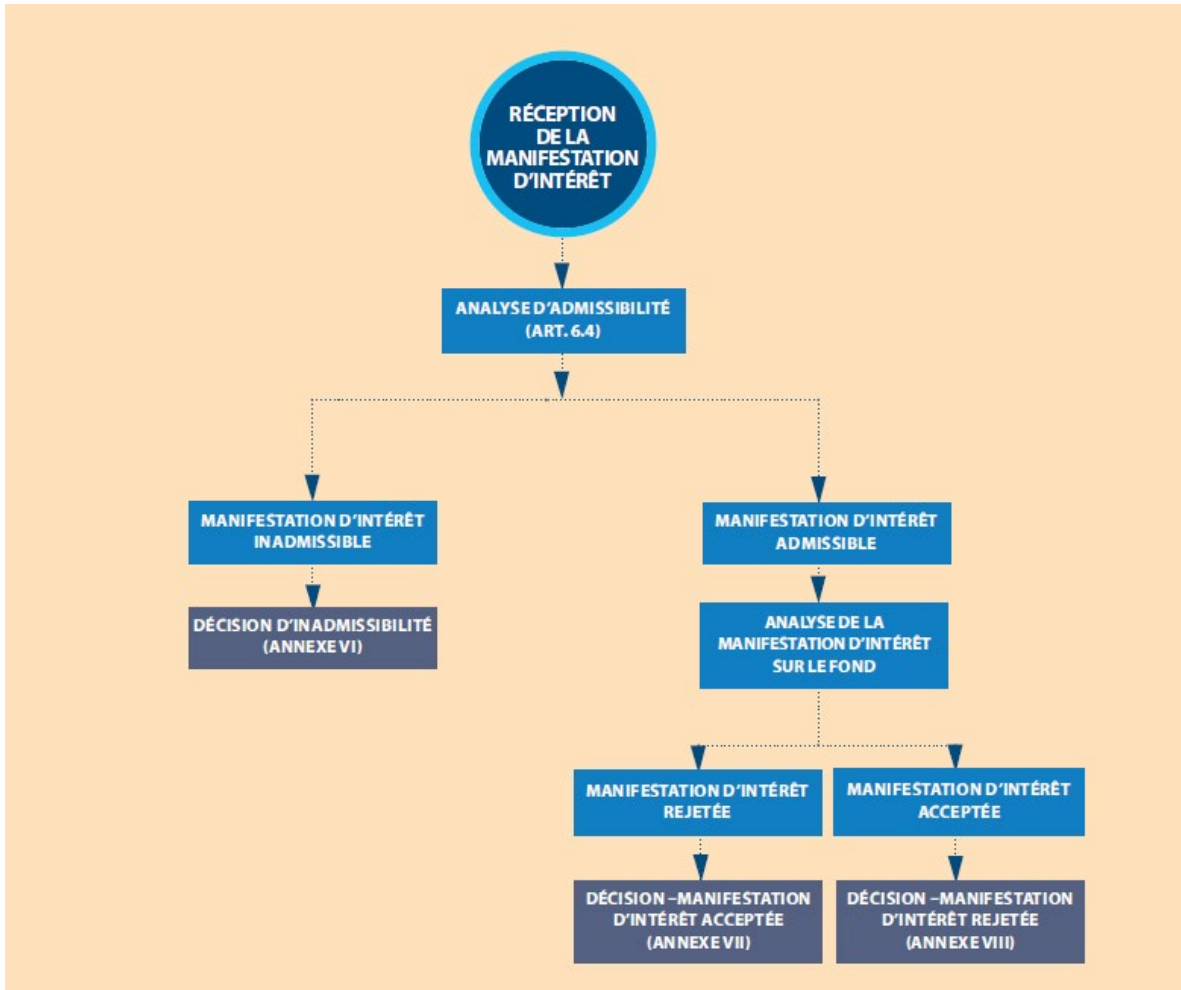 RÉCEPTION
DE LA
MANIFESTATION
D'INTÉRÊT
ANALYSE D'ADMISSIBILITÉ
(ART. 6.4)
MANIFESTATION D'INTÉRÊT
INADMISSIBLE
MANIFESTATION D'INTÉRÊT
ADMISSIBLE
DÉCISION D'INADMISSIBILITÉ
(ANNEXE VI)
ANALYSE DE LA
MANIFESTATION D'INTÉRÊT
SUR LE FOND
MANIFESTATION D'INTÉRÊT
REJETÉE
MANIFESTATION D'INTÉRÊT
ACCEPTÉE
DÉCISION –MANIFESTATION
D'INTÉRÊT ACCEPTÉE
(ANNEXE VII)
DÉCISION –MANIFESTATION
D'INTÉRÊT REJETÉE
(ANNEXE VIII)